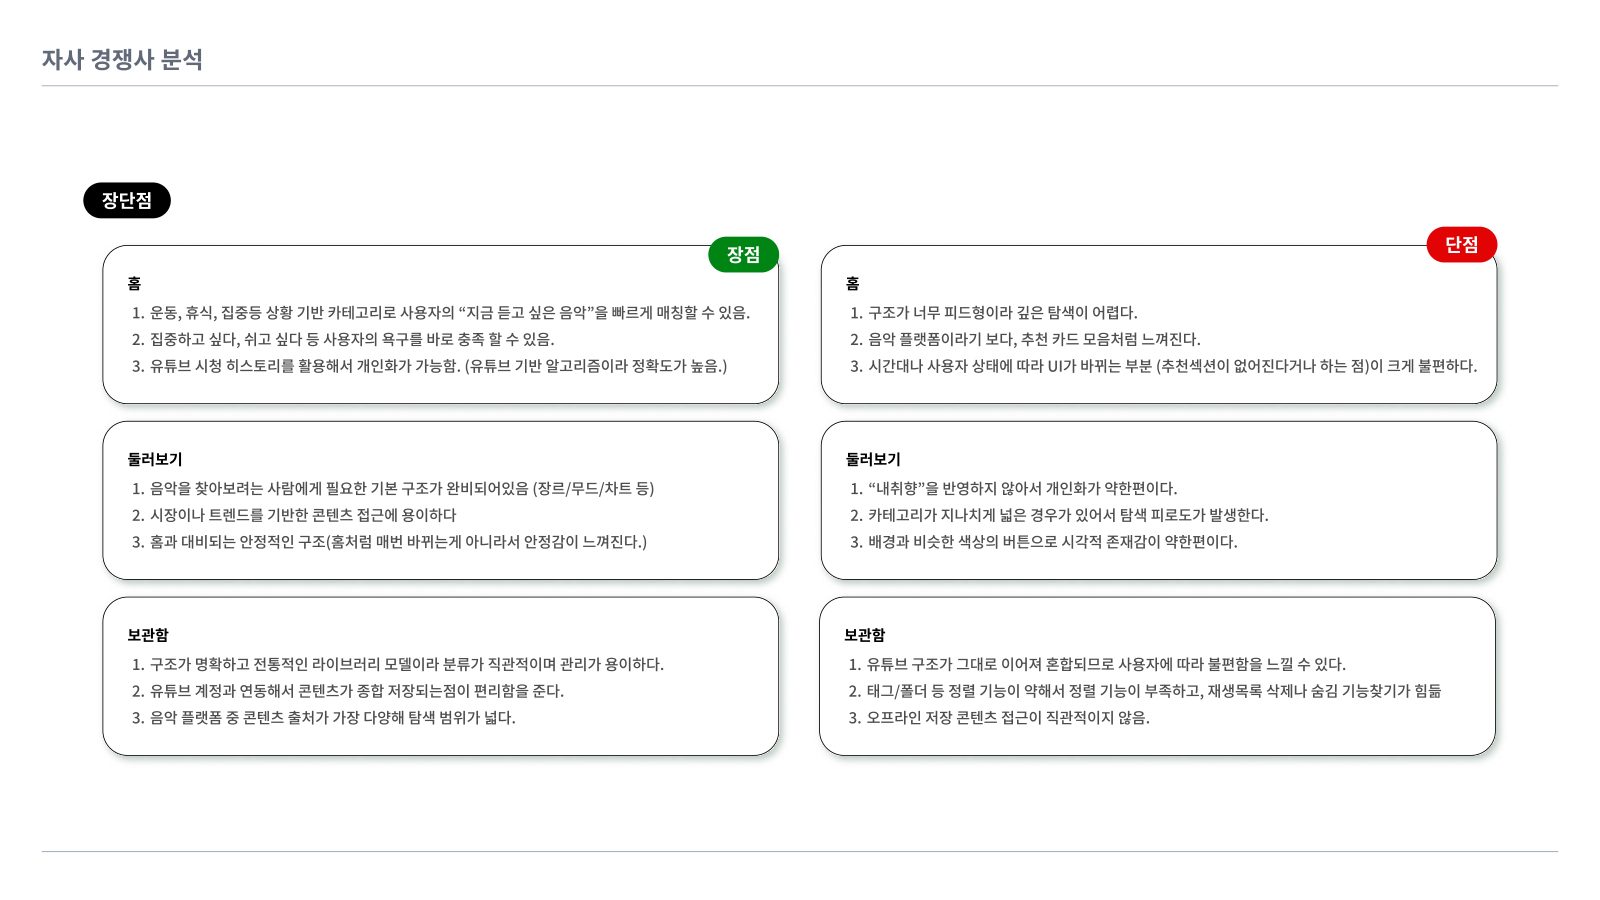 자사 경쟁사 분석
장단점
장점
홈
1. 운동, 휴식, 집중등 상황 기반 카테고리로 사용자의 “지금 듣고 싶은 음악”을 빠르게 매칭할 수 있음.
2. 집중하고 싶다, 쉬고 싶다 등 사용자의 욕구를 바로 충족 할 수 있음.
3. 유튜브 시청 히스토리를 활용해서 개인화가 가능함. (유튜브 기반 알고리즘이라 정확도가 높음.)
둘러보기
1. 음악을 찾아보려는 사람에게 필요한 기본 구조가 완비되어있음 (장르/무드/차트 등)
2. 시장이나 트렌드를 기반한 콘텐츠 접근에 용이하다
3. 홈과 대비되는 안정적인 구조(홈처럼 매번 바뀌는게 아니라서 안정감이 느껴진다.)
보관함
1. 구조가 명확하고 전통적인 라이브러리 모델이라 분류가 직관적이며 관리가 용이하다.
2. 유튜브 계정과 연동해서 콘텐츠가 종합 저장되는점이 편리함을 준다.
3. 음악 플랫폼 중 콘텐츠 출처가 가장 다양해 탐색 범위가 넓다.
단점
홈
1. 구조가 너무 피드형이라 깊은 탐색이 어렵다.
2. 음악 플랫폼이라기 보다, 추천 카드 모음처럼 느껴진다.
3. 시간대나 사용자 상태에 따라 UI가 바뀌는 부분 (추천섹션이 없어진다거나 하는 점)이 크게 불편하다.
둘러보기
1. “내취향”을 반영하지 않아서 개인화가 약한편이다.
2. 카테고리가 지나치게 넓은 경우가 있어서 탐색 피로도가 발생한다.
3. 배경과 비슷한 색상의 버튼으로 시각적 존재감이 약한편이다.
보관함
1. 유튜브 구조가 그대로 이어져 혼합되므로 사용자에 따라 불편함을 느낄 수 있다.
2. 태그/폴더 등 정렬 기능이 약해서 정렬 기능이 부족하고, 재생목록 삭제나 숨김 기능찾기가 힘듦
3. 오프라인 저장 콘텐츠 접근이 직관적이지 않음.